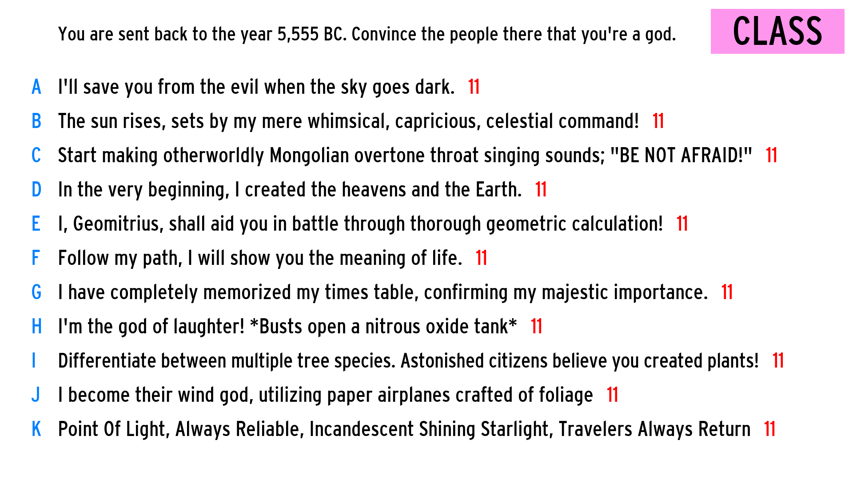 You are sent back to the year 5,555 BC. Convince the people there that you're a god.
CLASS
A I'll save you from the evil when the sky goes dark. 11
B The sun rises, sets by my mere whimsical, capricious, celestial command! 11
C Start making otherworldly Mongolian overtone throat singing sounds; "BE NOT AFRAID!" 11
D In the very beginning, I created the heavens and the Earth. 11
E I, Geomitrius, shall aid you in battle through thorough geometric calculation! 11
F Follow my path, I will show you the meaning of life. 11
G I have completely memorized my times table, confirming my majestic importance. 11
H I'm the god of laughter! *Busts open a nitrous oxide tank* 11
I Differentiate between multiple tree species. Astonished citizens believe you created plants! 11
J I become their wind god, utilizing paper airplanes crafted of foliage 11
K Point Of Light, Always Reliable, Incandescent Shining Starlight, Travelers Always Return 11